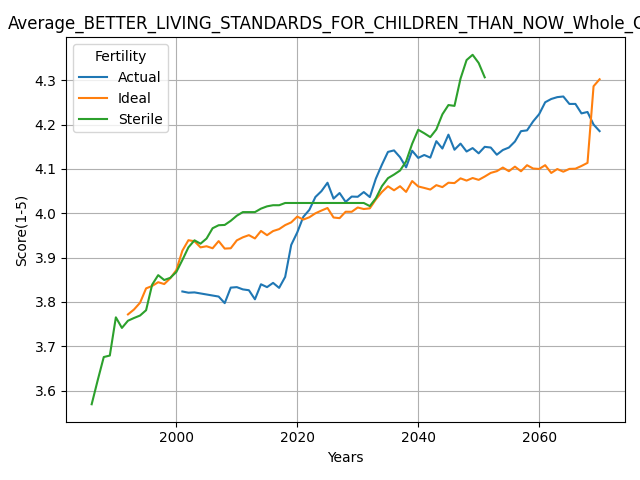 Average_BETTER_LIVING_STANDARDS_FOR_CHILDREN_THAN_NOW_Whole_
Fertility
Actual
Ideal
Sterile
4.3
4.2
4.1
4.0
3.9
3.8
3.7
3.6
Score(1-5)
2000
2020
2040
2060
Years